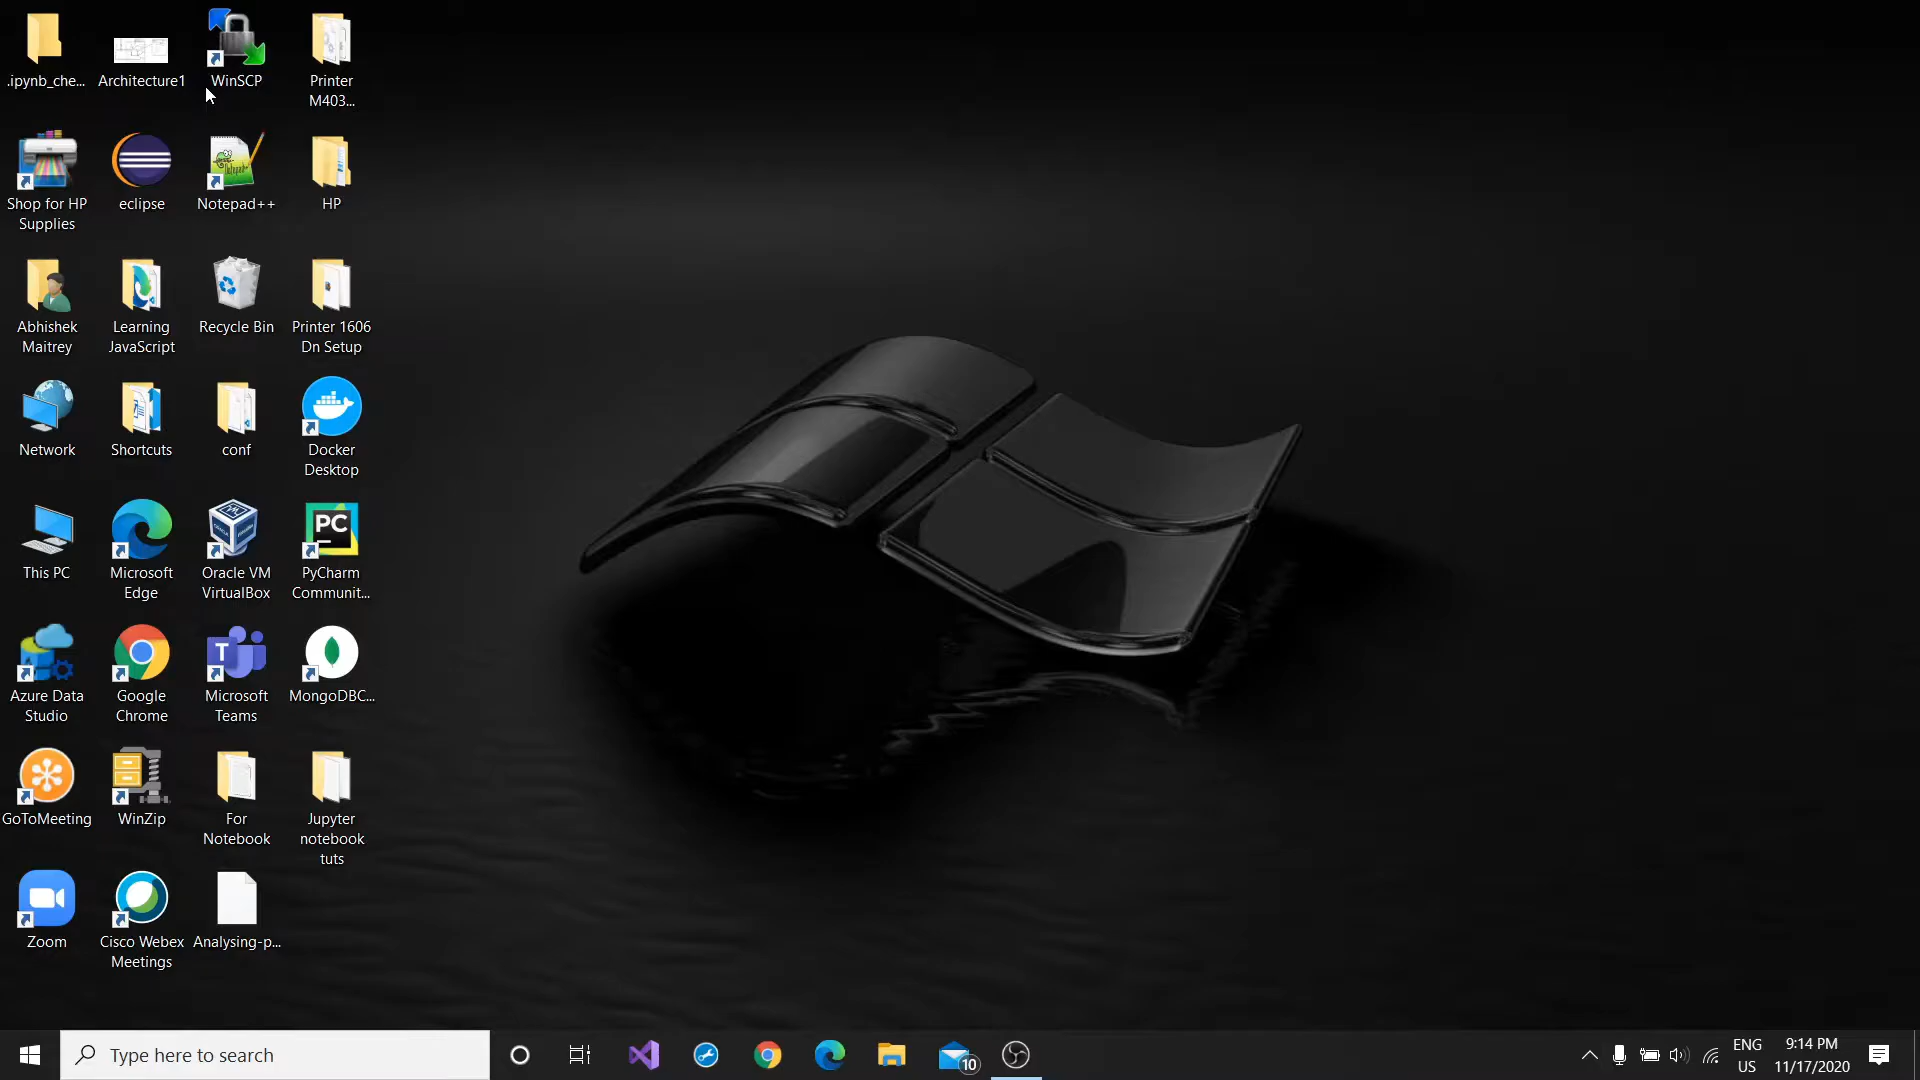 .ipynb_che...
Architecture1
WinSCP
Printer
M403...
Shop for HP
Supplies
eclipse
Notepad++
HP
Abhishek
Maitrey
Learning
JavaScript
Recycle Bin
Printer 1606
Dn Setup
Network
Shortcuts
conf
Docker
Desktop
This PC
Microsoft
Edge
Oracle VM
VirtualBox
PC
PyCharm
Communit...
Azure Data
Studio
Google
Chrome
T
Microsoft
Teams
MongoDBC...
GoToMeeting
WinZip
For
Notebook
Jupyter
notebook
tuts
Zoom
Cisco Webex
Meetings
Analysing-p...
Type here to search
10
ENG
US
9:14 PM
11/17/2020